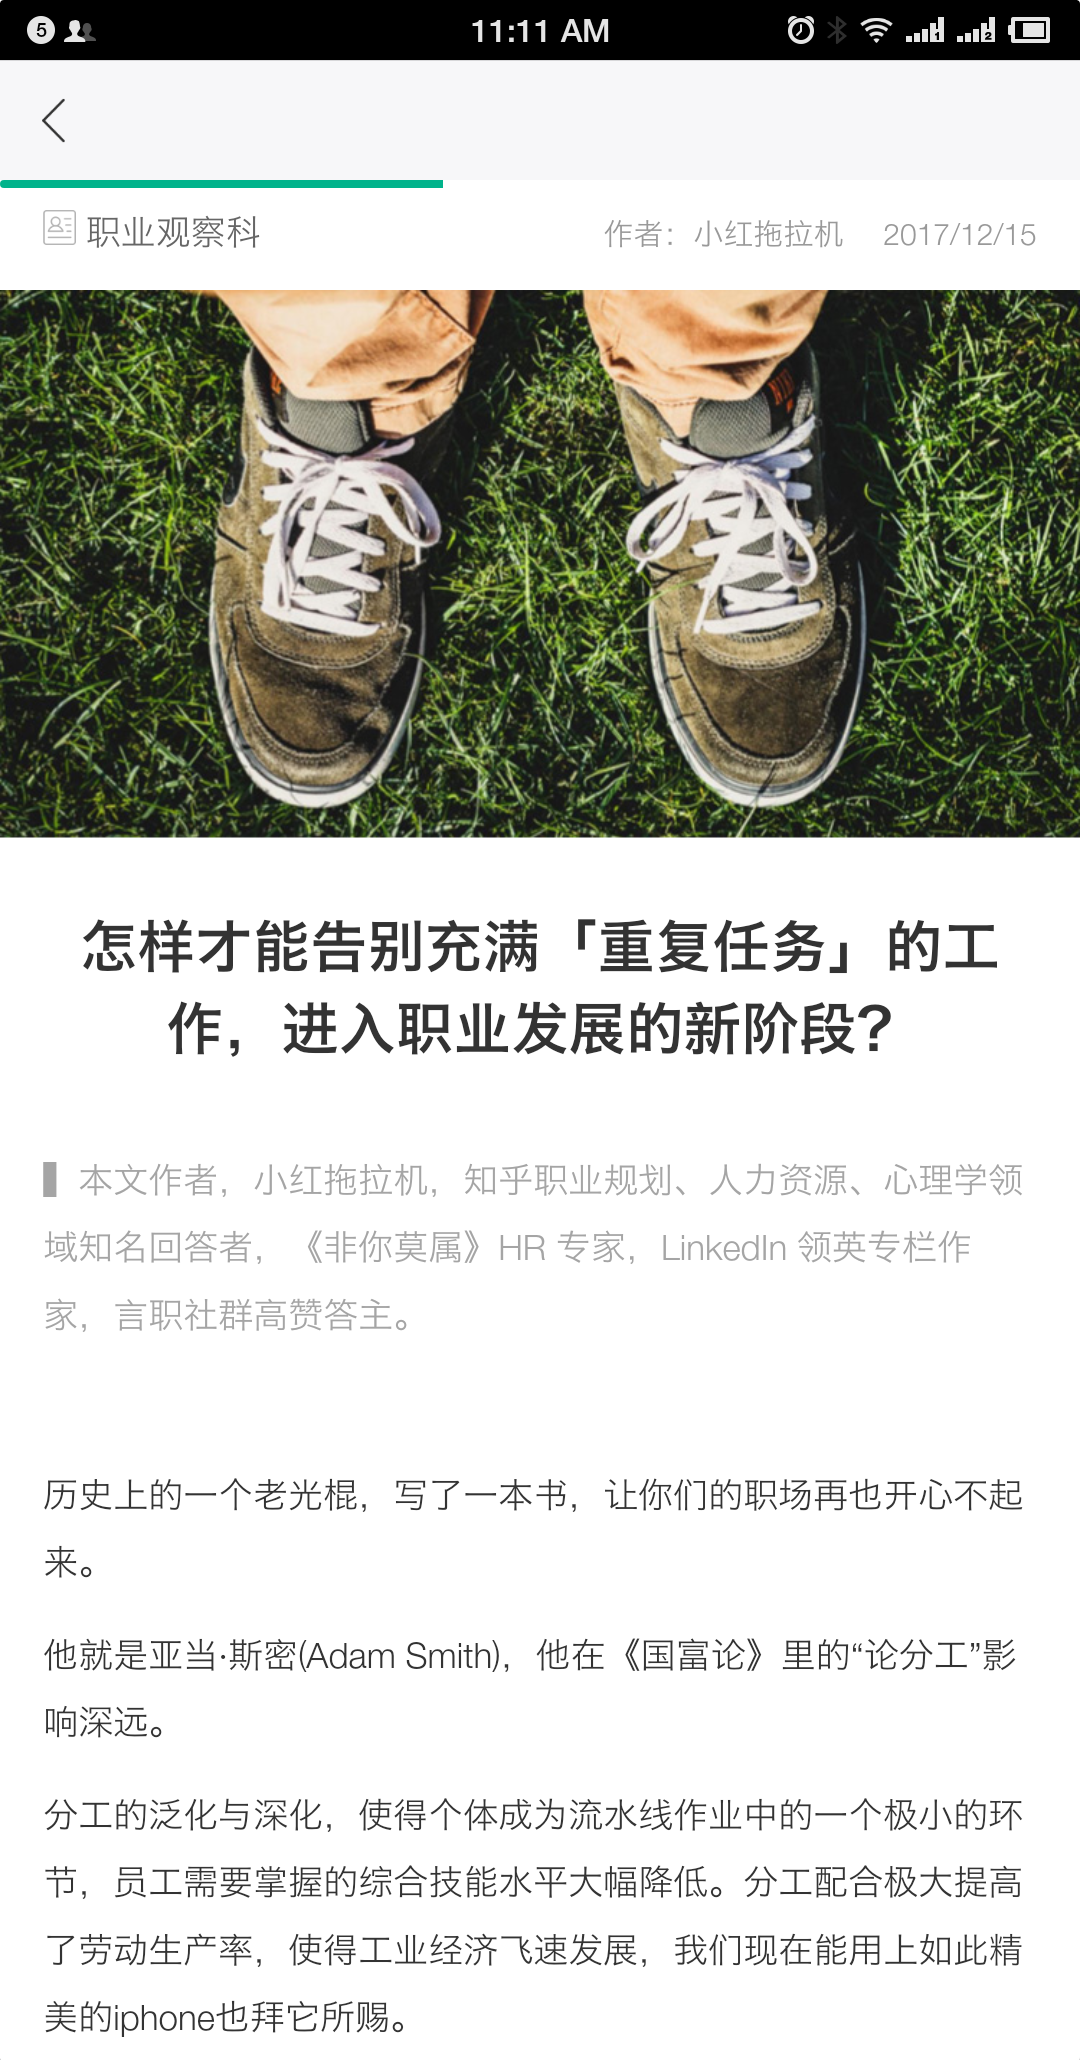 5
11:11 AM
1
2
职业观察科
作者：小红拖拉机
2017/12/15
怎样才能告别充满「重复任务」的工
作，进入职业发展的新阶段？
本文作者，小红拖拉机，知乎职业规划、人力资源、心理学领
域知名回答者，《非你莫属》HR 专家，LinkedIn 领英专栏作
家，言职社群高赞答主。
历史上的一个老光棍，写了一本书，让你们的职场再也开心不起
来。
他就是亚当·斯密(Adam Smith)，他在《国富论》里的“论分工”影
响深远。
分工的泛化与深化，使得个体成为流水线作业中的一个极小的环
节，员工需要掌握的综合技能水平大幅降低。分工配合极大提高
了劳动生产率，使得工业经济飞速发展，我们现在能用上如此精
美的iphone也拜它所赐。